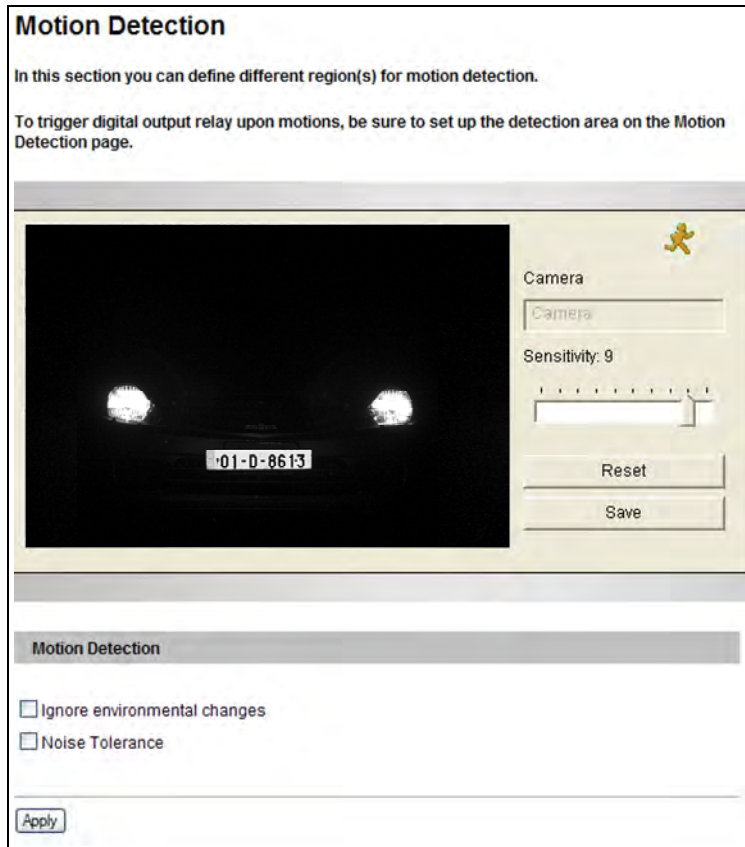 Motion Detection
In this section you can define different region(s) for motion detection.
To trigger digital output relay upon motions, be sure to set up the detection area on the Motion
Detection page.
Camera
Camera
Sensitivity: 9
01-D-8613
Reset
Save
Motion Detection
Ignore environmental changes
Noise Tolerance
Apply